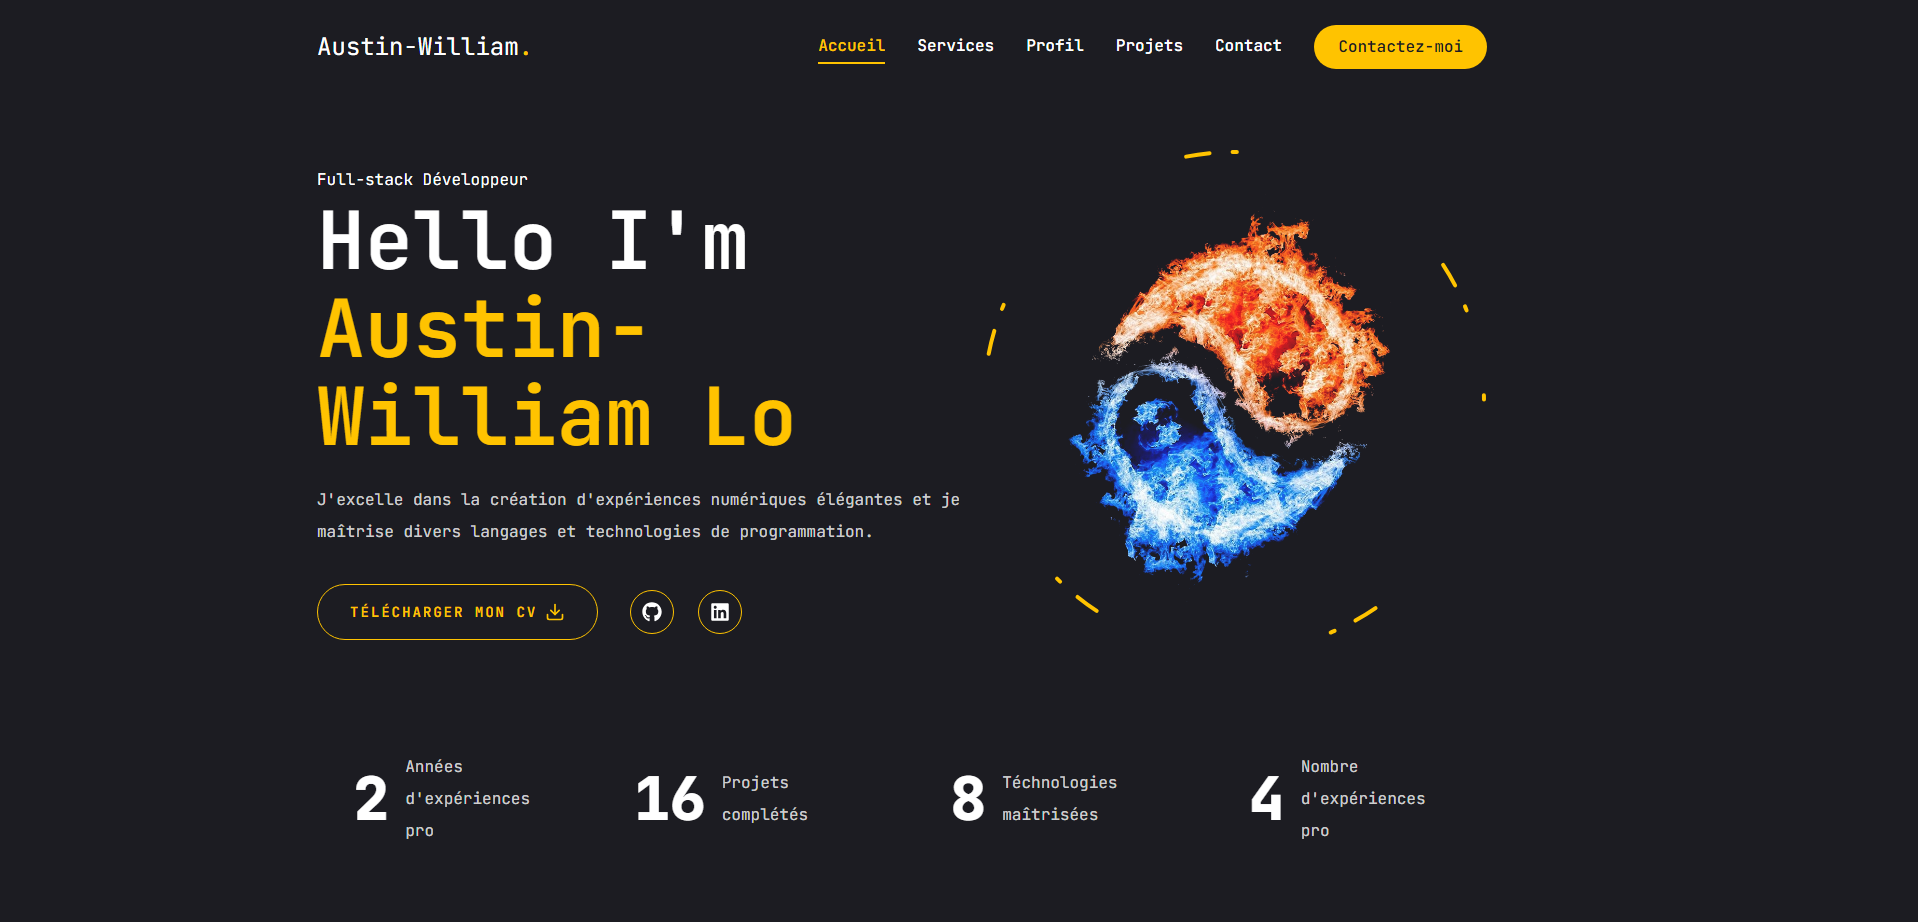 Austin-William.
Accueil Services Profil Projets Contact Contactez-moi
Full-stack Développeur
Hello I'm
Austin-
William Lo
J'excelle dans la création d'expériences numériques élégantes et je
maîtrise divers langages et technologies de programmation.
TÉLÉCHARGER MON CV
in
2
Années
d'expériences
pro
16
Projets
complétés
8
Téchnologies
maîtrisées
4
Nombre
d'expériences
pro